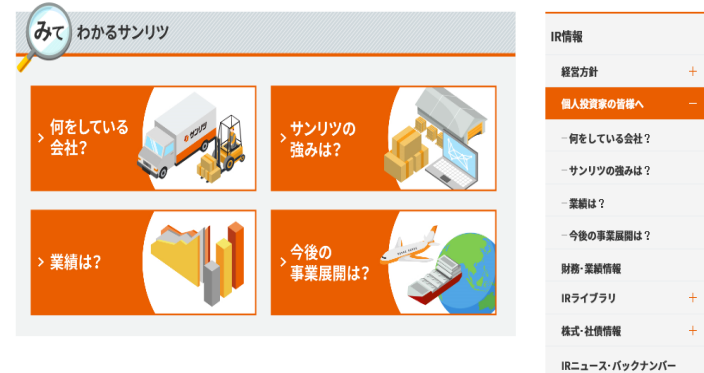 みて わかるサンリツ
何をしている
会社?
サンリツ
サンリツの
強みは?
業績は?
今後の
事業展開は?
IR情報
経営方針 +
個人投資家の皆様へ −
−何をしている会社?
−サンリツの強みは?
−業績は?
−今後の事業展開は?
財務・業績情報
IRライブラリ +
株式・社債情報 +
IRニュース・バックナンバー